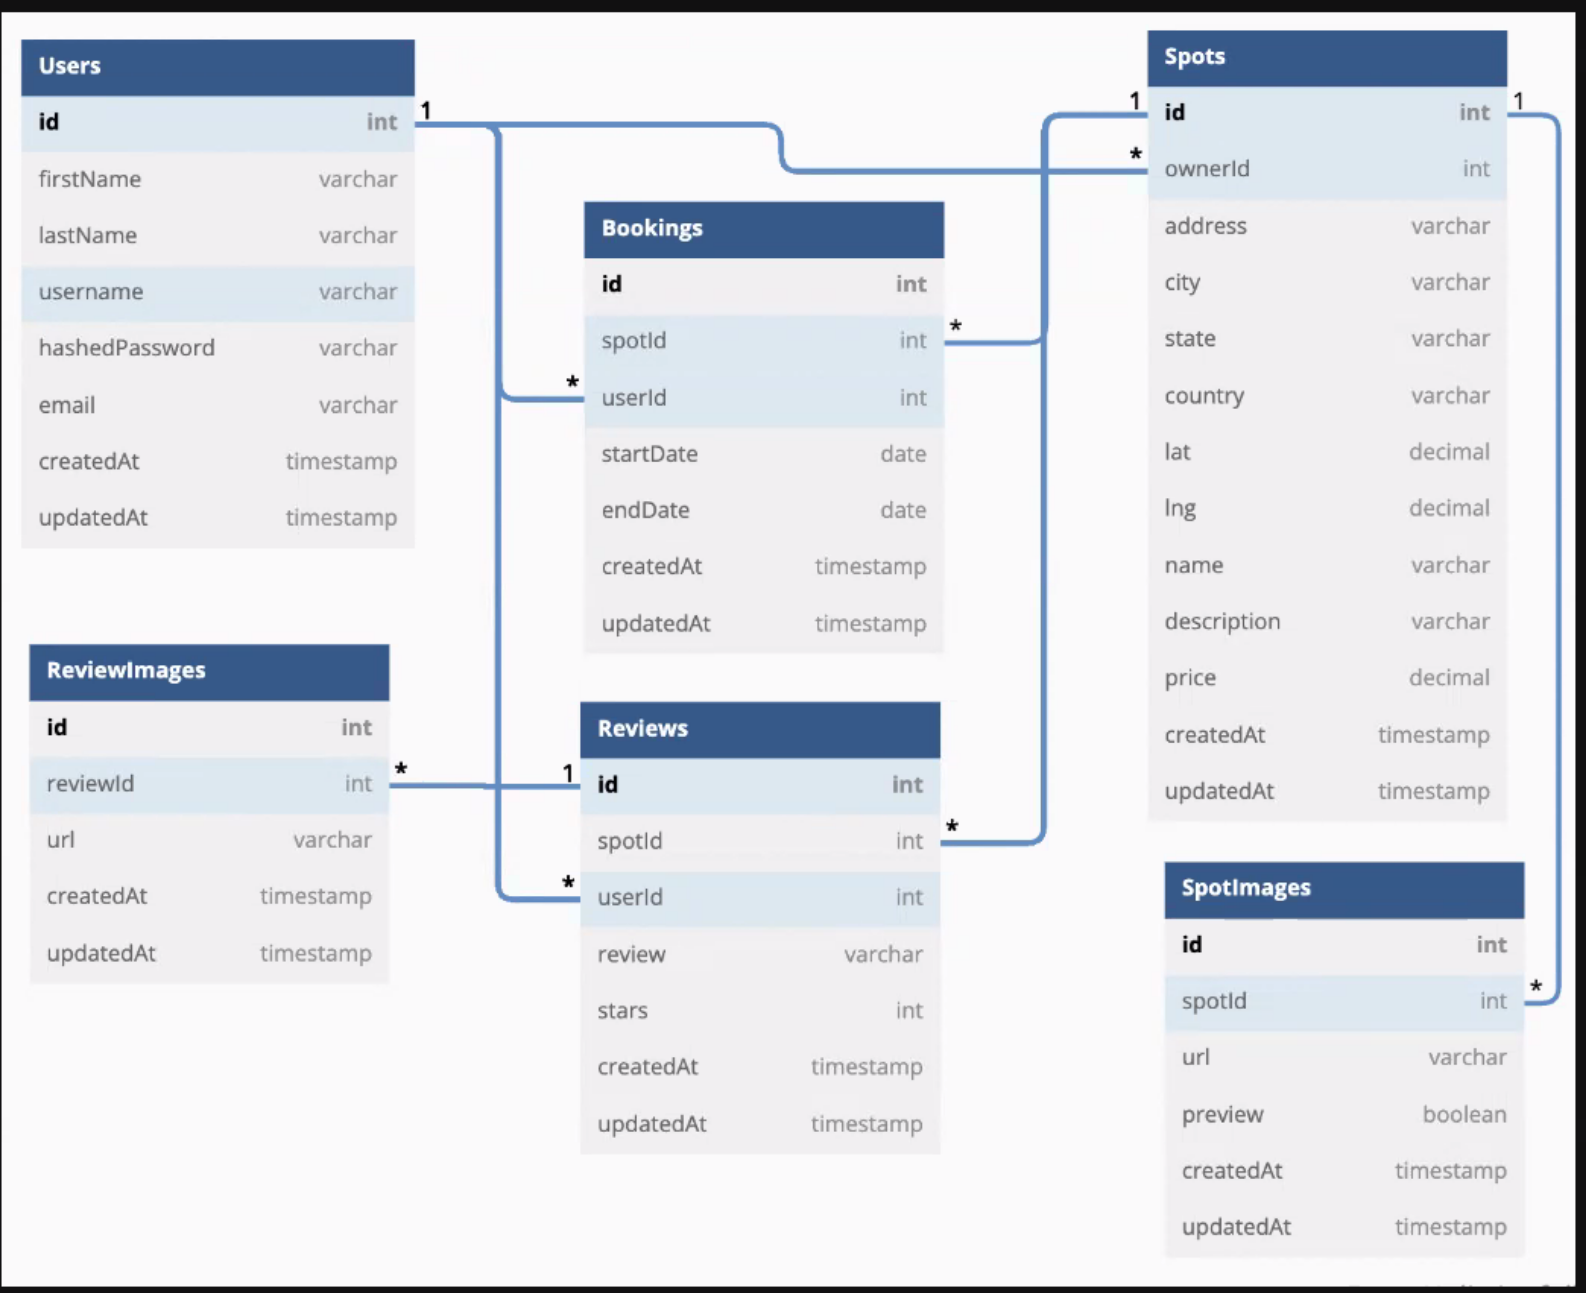 Users
id int
firstName varchar
lastName varchar
username varchar
hashedPassword varchar
email varchar
createdAt timestamp
updatedAt timestamp
1
*
1
1
Spots
id int
ownerId int
address varchar
city varchar
state varchar
country varchar
lat decimal
lng decimal
name varchar
description varchar
price decimal
createdAt timestamp
updatedAt timestamp
Bookings
id int
spotId int
userId int
startDate date
endDate date
createdAt timestamp
updatedAt timestamp
*
*
ReviewImages
id int
reviewId int
url varchar
createdAt timestamp
updatedAt timestamp
*
1
Reviews
id int
spotId int
userId int
review varchar
stars int
createdAt timestamp
updatedAt timestamp
*
*
SpotImages
id int
spotId int
url varchar
preview boolean
createdAt timestamp
updatedAt timestamp
*